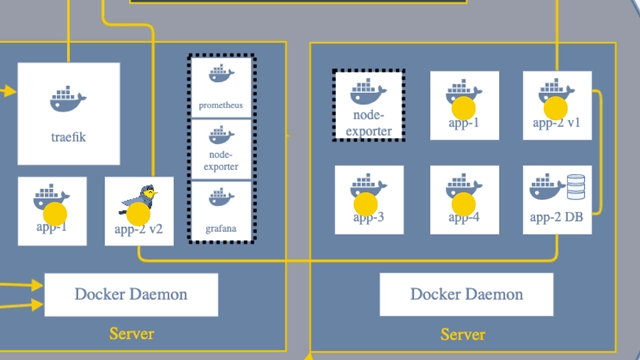 traefik
prometheus
node-
exporter
grafana
app-1
app-2 v2
Docker Daemon
Server
node-
exporter
app-1
app-2 v1
app-3
app-4
app-2 DB
Docker Daemon
Server